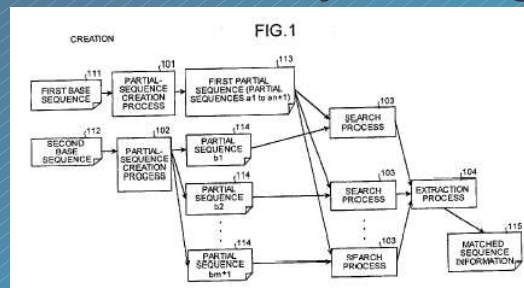 FIG.1
CREATION
111
FIRST BASE
SEQUENCE
101
PARTIAL-
SEQUENCE
CREATION
PROCESS
113
FIRST PARTIAL
SEQUENCE (PARTIAL
SEQUENCES a1 to an+1)
103
SEARCH
PROCESS
112
SECOND
BASE
SEQUENCE
102
PARTIAL-
SEQUENCE
CREATION
PROCESS
114
PARTIAL
SEQUENCE
b1
114
PARTIAL
SEQUENCE
b2
103
SEARCH
PROCESS
104
EXTRACTION
PROCESS
114
PARTIAL
SEQUENCE
bm+1
103
SEARCH
PROCESS
115
MATCHED
SEQUENCE
INFORMATION